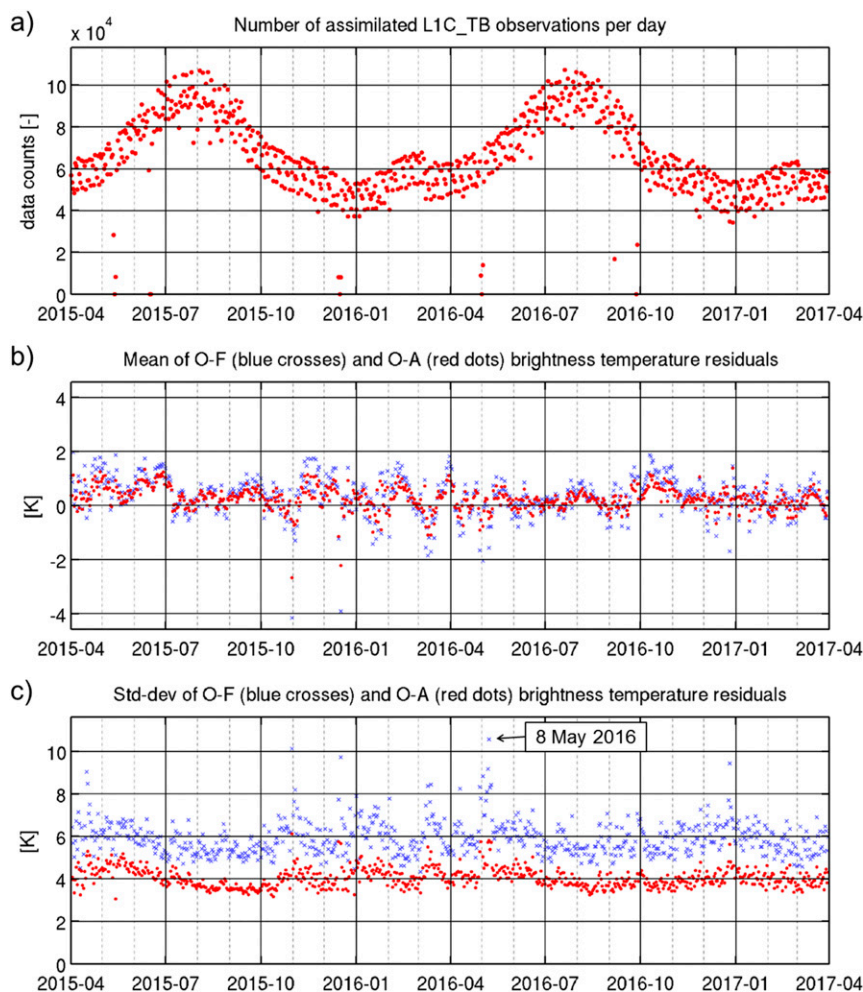 a)
Number of assimilated L1C_TB observations per day
x 10⁴
10
8
6
4
2
0
data counts [-]
2015-04 2015-07 2015-10 2016-01 2016-04 2016-07 2016-10 2017-01 2017-04
b)
Mean of O-F (blue crosses) and O-A (red dots) brightness temperature residuals
4
2
0
-2
-4
[K]
2015-04 2015-07 2015-10 2016-01 2016-04 2016-07 2016-10 2017-01 2017-04
c)
Std-dev of O-F (blue crosses) and O-A (red dots) brightness temperature residuals
8 May 2016
10
8
6
4
2
0
[K]
2015-04 2015-07 2015-10 2016-01 2016-04 2016-07 2016-10 2017-01 2017-04